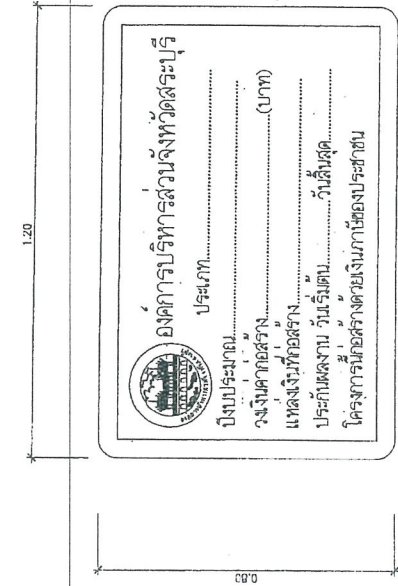 1.20
0.80
องค์การบริหารส่วนจังหวัดสระบุรี
ประเภท....................
ปีงบประมาณ....................
วงเงินค่าก่อสร้าง....................(บาท)
แหล่งเงินที่ก่อสร้าง....................
ประกันผลงาน วันเริ่มต้น..........วันสิ้นสุด..........
โครงการนี้ก่อสร้างด้วยเงินภาษีของประชาชน